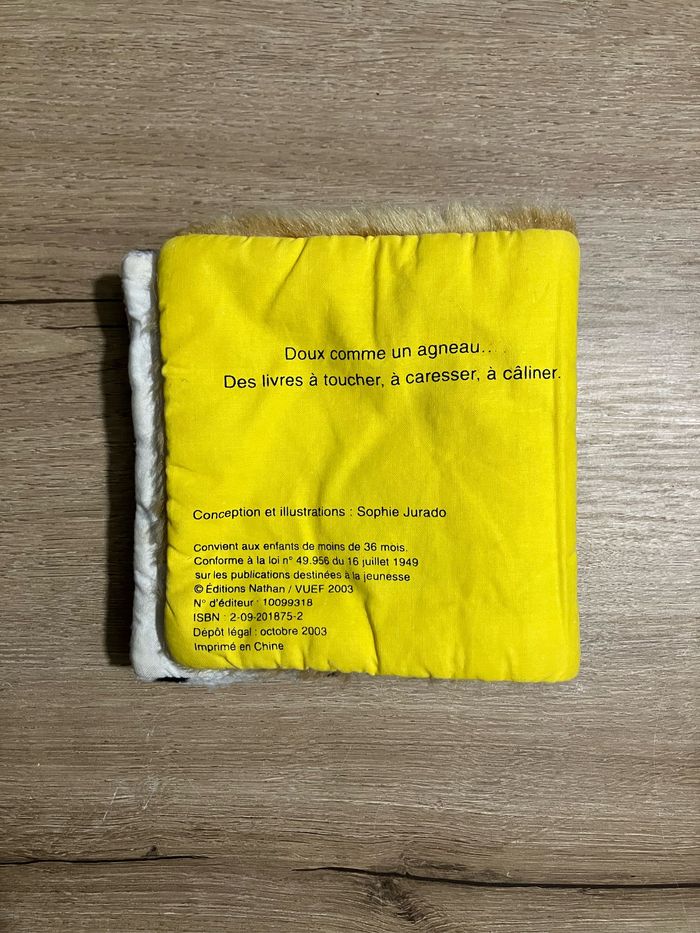 Doux comme un agneau....
Des livres à toucher, à caresser, à câliner.
Conception et illustrations : Sophie Jurado
Convient aux enfants de moins de 36 mois.
Conforme à la loi n° 49.956 du 16 juillet 1949
sur les publications destinées à la jeunesse
© Éditions Nathan / VUEF 2003
N° d'éditeur : 10099318
ISBN : 2-09-201875-2
Dépôt légal : octobre 2003
Imprimé en Chine